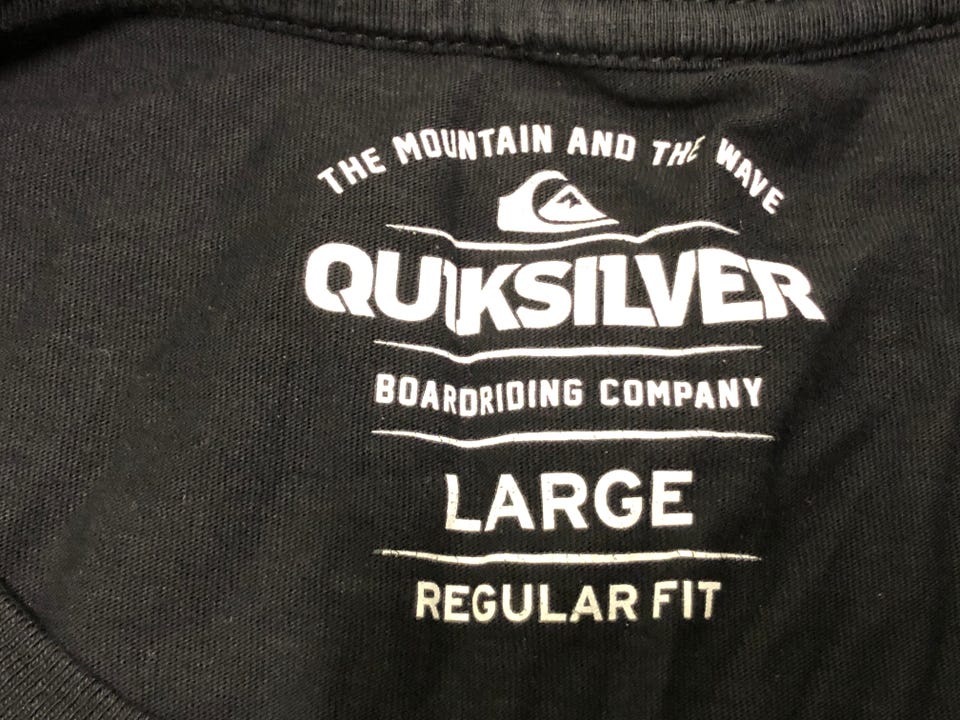 THE MOUNTAIN AND THE WAVE
QUIKSILVER
BOARDRIDING COMPANY
LARGE
REGULAR FIT